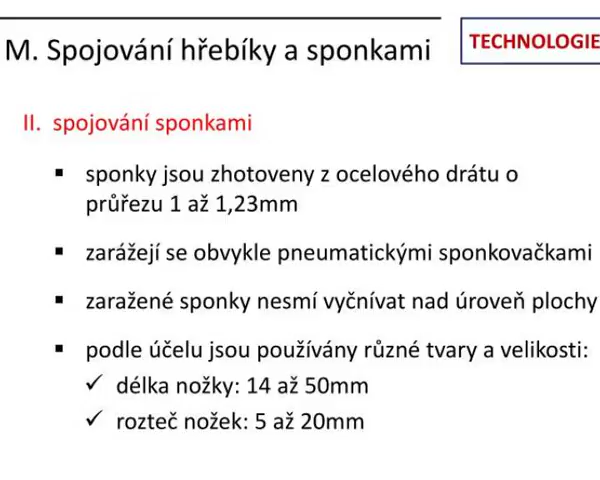 M. Spojování hřebíky a sponkami
TECHNOLOGIE
II. spojování sponkami
▪ sponky jsou zhotoveny z ocelového drátu o
průřezu 1 až 1,23mm
▪ zarážejí se obvykle pneumatickými sponkovačkami
▪ zaražené sponky nesmí vyčnívat nad úroveň plochy
▪ podle účelu jsou používány různé tvary a velikosti:
✓ délka nožky: 14 až 50mm
✓ rozteč nožek: 5 až 20mm